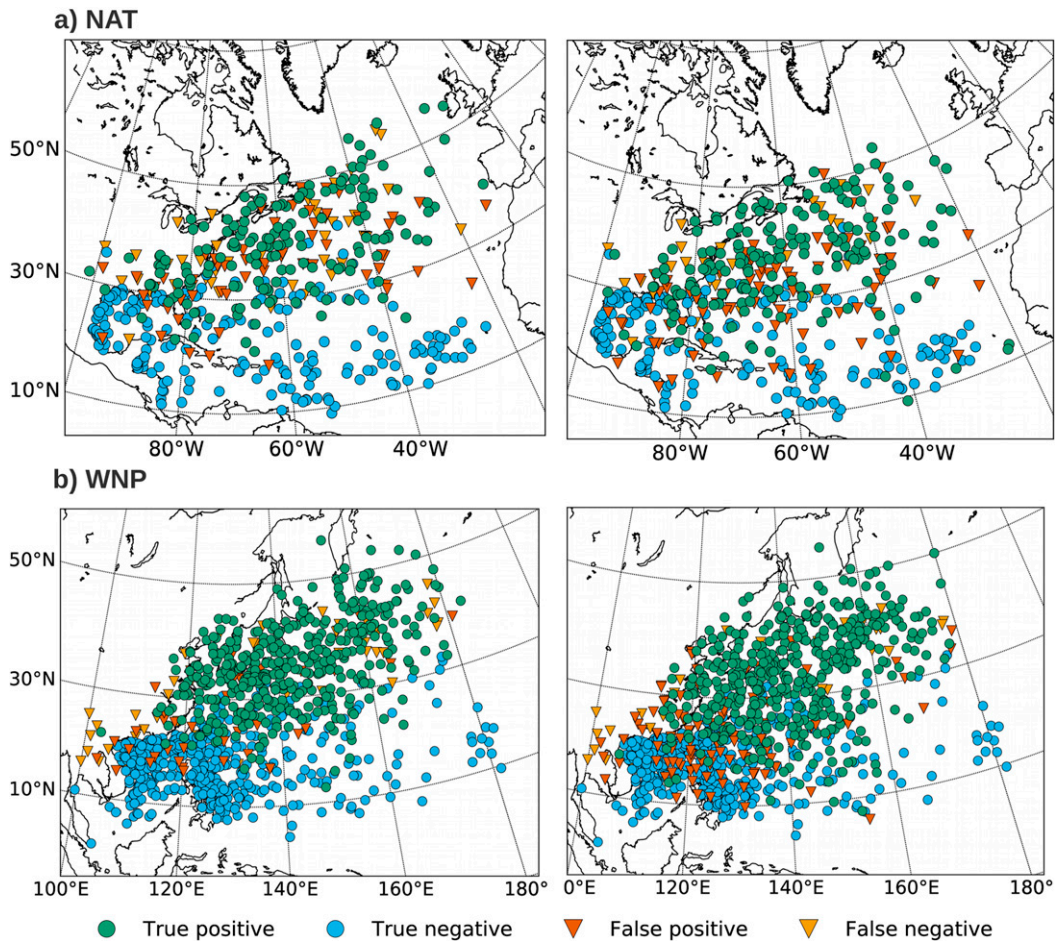 a) NAT
50°N
30°N
10°N
80°W 60°W 40°W 80°W 60°W 40°W
b) WNP
50°N
30°N
10°N
100°E 120°E 140°E 160°E 180° 0°E 120°E 140°E 160°E 180°
True positive True negative False positive False negative